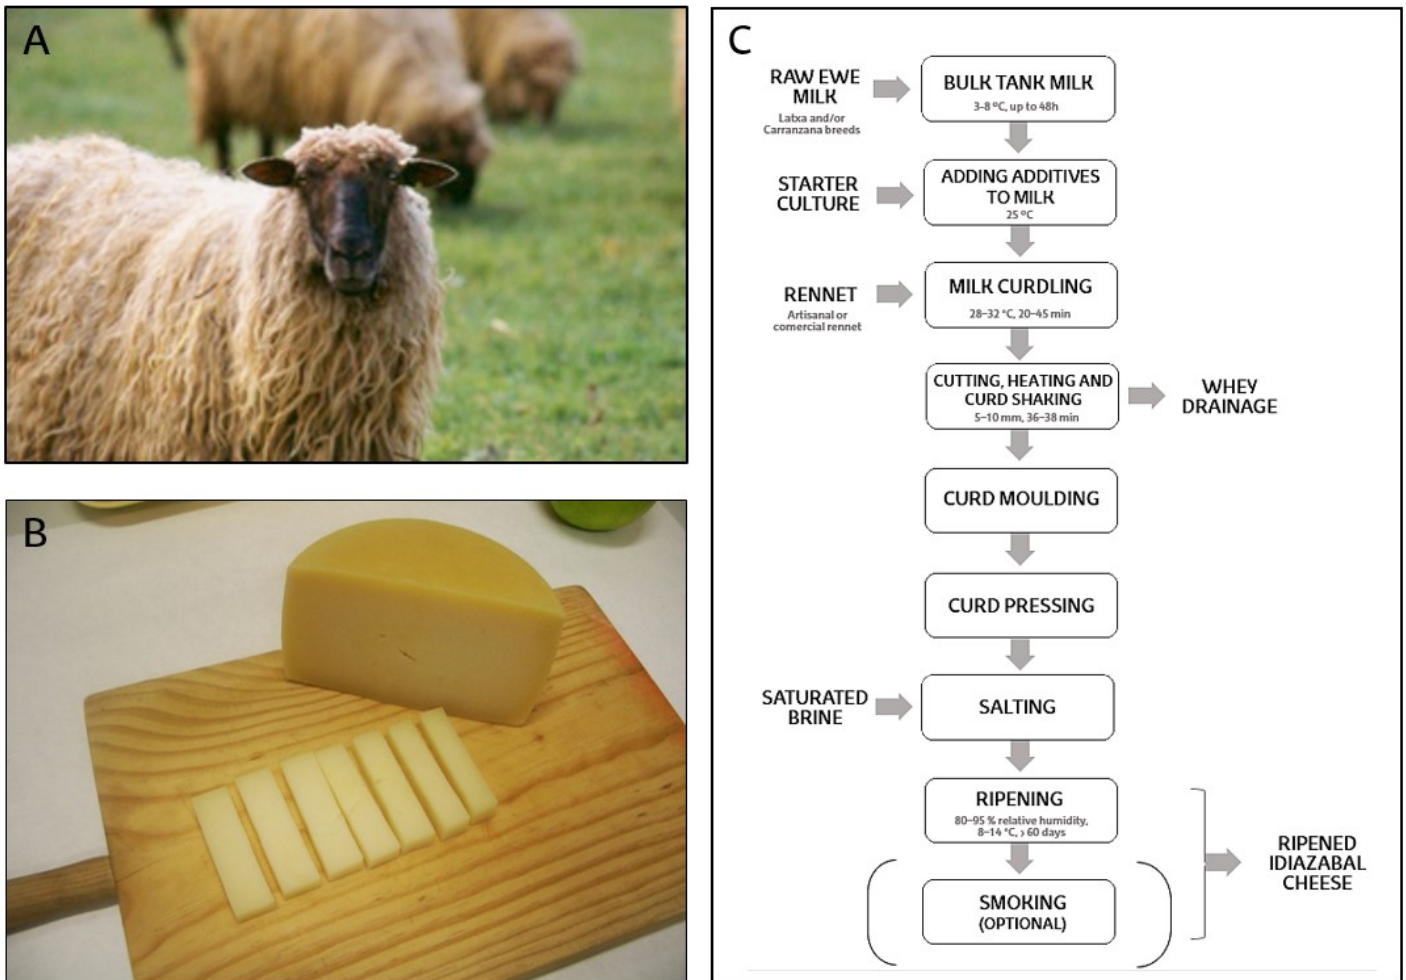 A
B
C
RAW EWE
MILK
Latxa and/or
Carranzana breeds
BULK TANK MILK
3-8 ºC, up to 48h
STARTER
CULTURE
ADDING ADDITIVES
TO MILK
25 ºC
RENNET
Artisanal or
comercial rennet
MILK CURDLING
28–32 °C, 20–45 min
CUTTING, HEATING AND
CURD SHAKING
5–10 mm, 36–38 min
WHEY
DRAINAGE
CURD MOULDING
CURD PRESSING
SATURATED
BRINE
SALTING
RIPENING
80–95 % relative humidity,
8–14 °C, > 60 days
SMOKING
(OPTIONAL)
RIPENED
IDIAZABAL
CHEESE